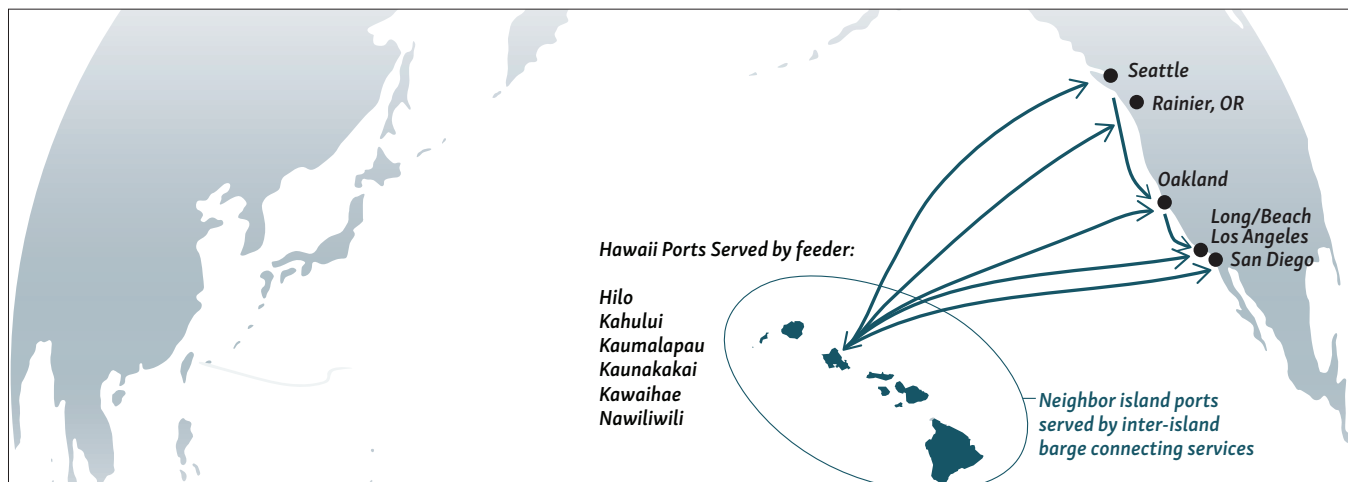 Seattle
Rainier, OR
Oakland
Long/Beach
Los Angeles
San Diego
Hawaii Ports Served by feeder:
Hilo
Kahului
Kaumalapau
Kaunakakai
Kawaihae
Nawiliwili
Neighbor island ports
served by inter-island
barge connecting services